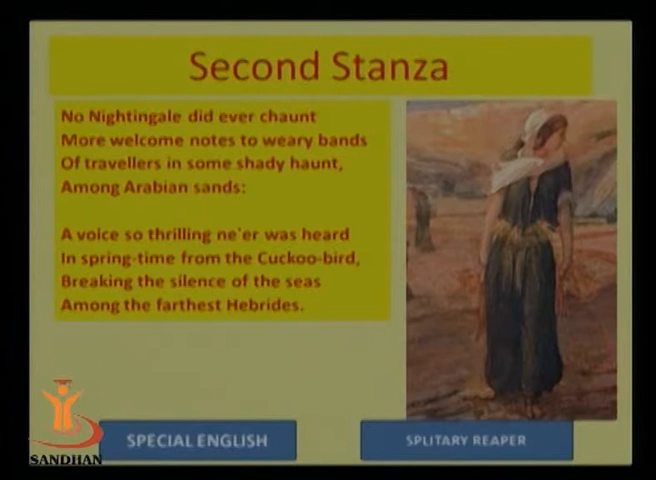 Second Stanza
No Nightingale did ever chaunt
More welcome notes to weary bands
Of travellers in some shady haunt,
Among Arabian sands:
A voice so thrilling ne'er was heard
In spring-time from the Cuckoo-bird,
Breaking the silence of the seas
Among the farthest Hebrides.
SPECIAL ENGLISH
SPLITARY REAPER
SANDHAN